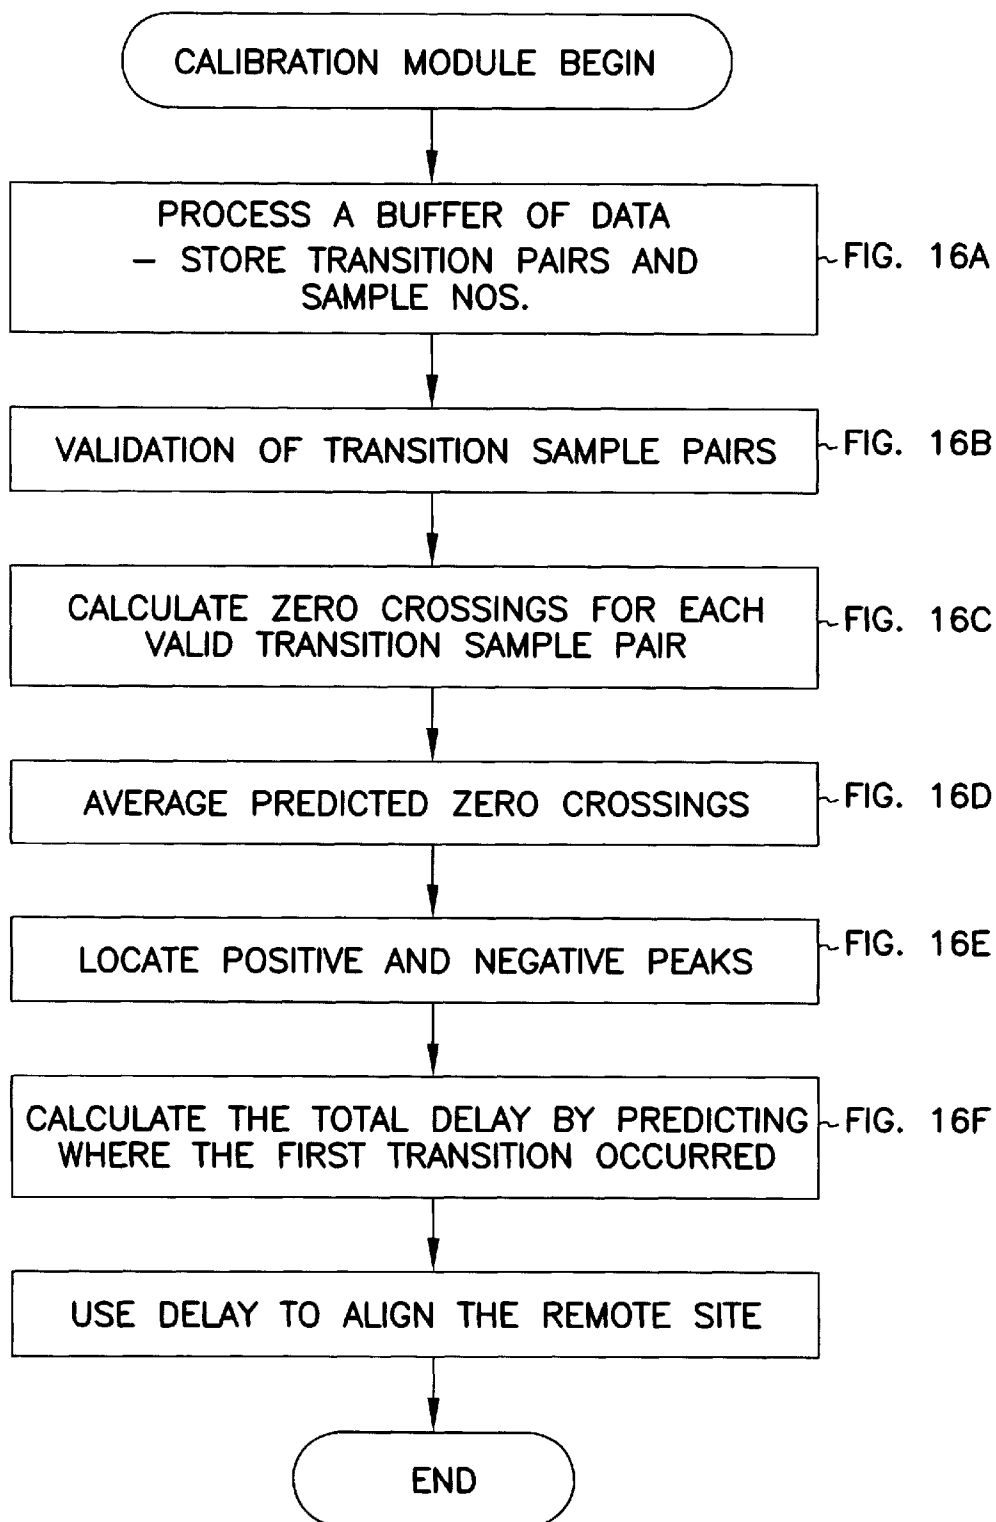 CALIBRATION MODULE BEGIN
PROCESS A BUFFER OF DATA
— STORE TRANSITION PAIRS AND
SAMPLE NOS.
FIG. 16A
VALIDATION OF TRANSITION SAMPLE PAIRS
FIG. 16B
CALCULATE ZERO CROSSINGS FOR EACH
VALID TRANSITION SAMPLE PAIR
FIG. 16C
AVERAGE PREDICTED ZERO CROSSINGS
FIG. 16D
LOCATE POSITIVE AND NEGATIVE PEAKS
FIG. 16E
CALCULATE THE TOTAL DELAY BY PREDICTING
WHERE THE FIRST TRANSITION OCCURRED
FIG. 16F
USE DELAY TO ALIGN THE REMOTE SITE
END